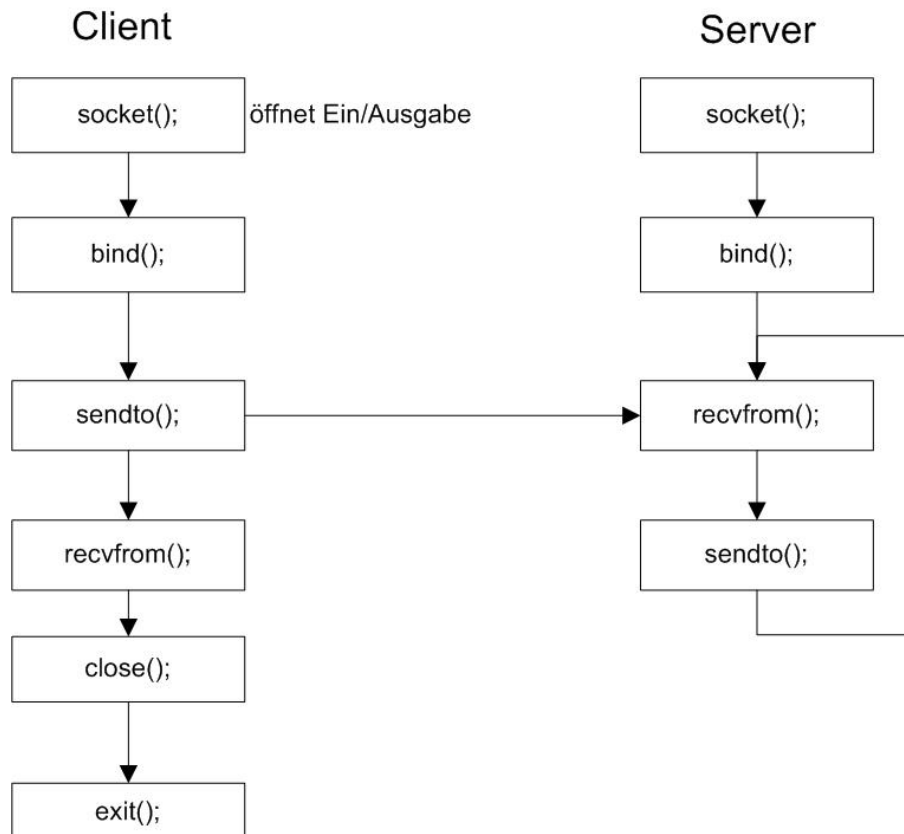 Client
Server
socket();
öffnet Ein/Ausgabe
socket();
bind();
bind();
sendto();
recvfrom();
recvfrom();
sendto();
close();
exit();